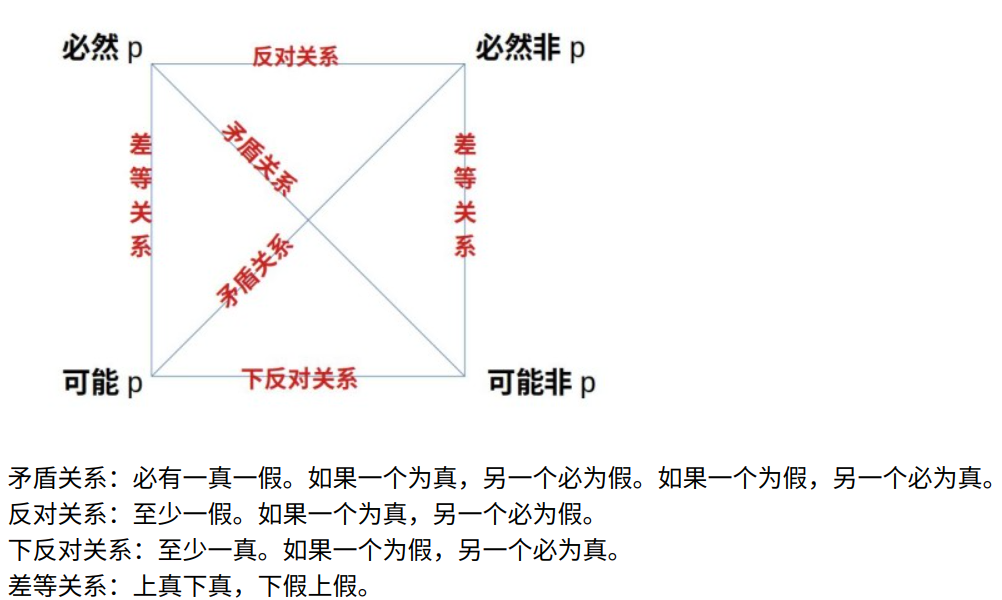 必然 p
反对关系
必然非 p
矛盾关系
差等关系
差等关系
矛盾关系
可能 p
下反对关系
可能非 p
矛盾关系：必有一真一假。如果一个为真，另一个必为假。如果一个为假，另一个必为真。
反对关系：至少一假。如果一个为真，另一个必为假。
下反对关系：至少一真。如果一个为假，另一个必为真。
差等关系：上真下真，下假上假。